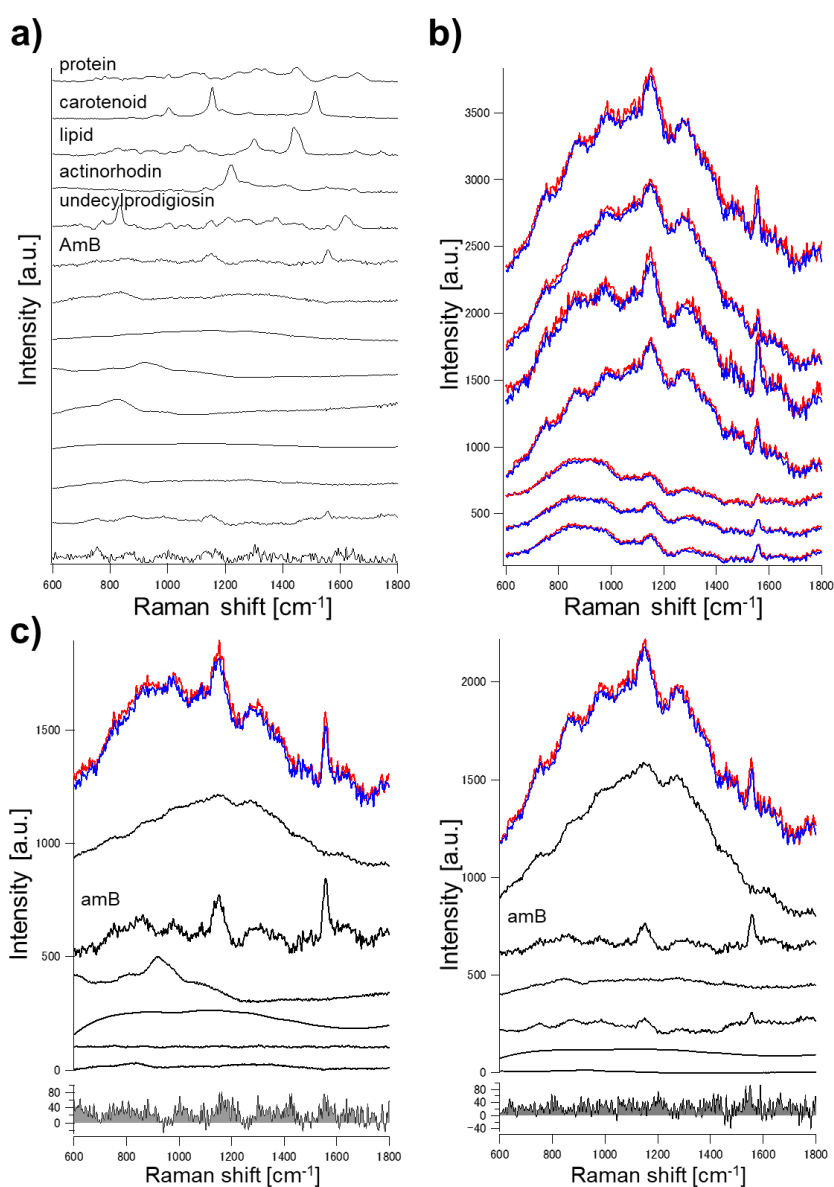 a)
protein
carotenoid
lipid
actinorhodin
undecylprodigiosin
AmB
Intensity [a.u.]
600 800 1000 1200 1400 1600 1800
Raman shift [cm-1]
b)
3500
3000
2500
2000
1500
1000
500
Intensity [a.u.]
600 800 1000 1200 1400 1600 1800
Raman shift [cm-1]
c)
1500
1000
amB
500
0
Intensity [a.u.]
80
40
0
600 800 1000 1200 1400 1600 1800
Raman shift [cm-1]
2000
1500
1000
amB
500
0
Intensity [a.u.]
80
40
0
-40
600 800 1000 1200 1400 1600 1800
Raman shift [cm-1]